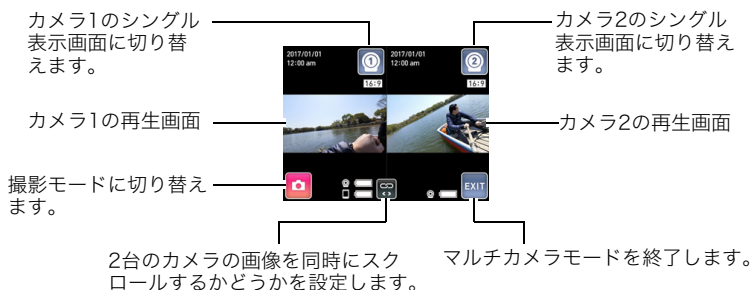 カメラ1のシングル
表示画面に切り替
えます。
カメラ2のシングル
表示画面に切り替え
ます。
2017/01/01
12:00 am
1
2017/01/01
12:00 am
2
16:9
16:9
カメラ1の再生画面
カメラ2の再生画面
撮影モードに切り替え
ます。
EXIT
2台のカメラの画像を同時にスク
ロールするかどうかを設定します。
マルチカメラモードを終了します。